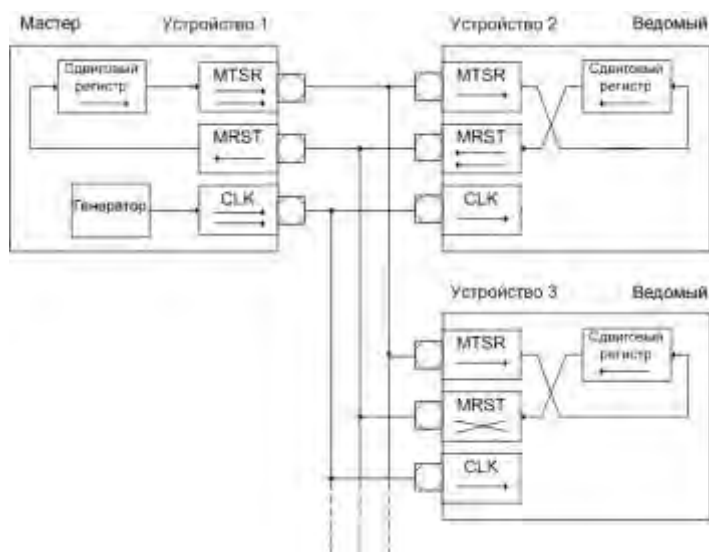 Мастер Устройство 1
Сдвиговый
регистр
MTSR
MRST
Генератор
CLK
Устройство 2 Ведомый
MTSR
Сдвиговый
регистр
MRST
CLK
Устройство 3 Ведомый
MTSR
Сдвиговый
регистр
MRST
CLK